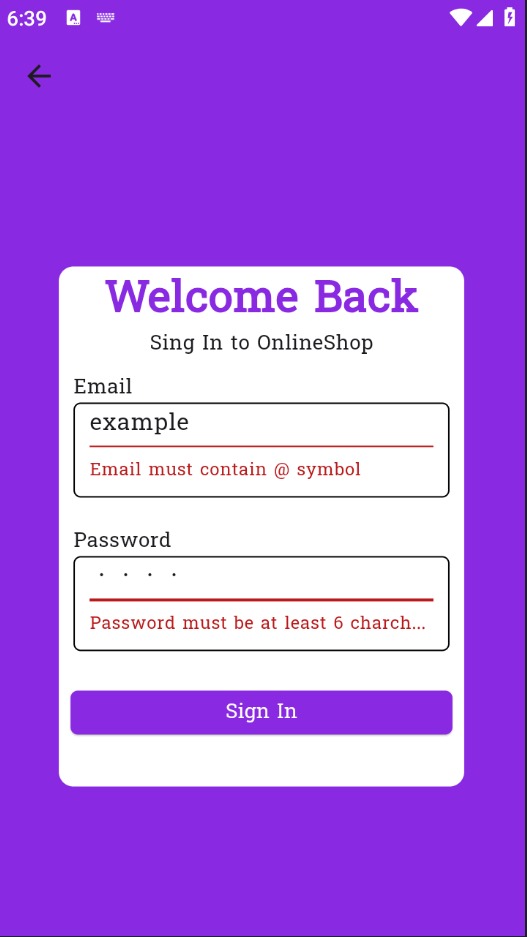 6:39
Welcome Back
Sing In to OnlineShop
Email
example
Email must contain @ symbol
Password
Password must be at least 6 charch...
Sign In